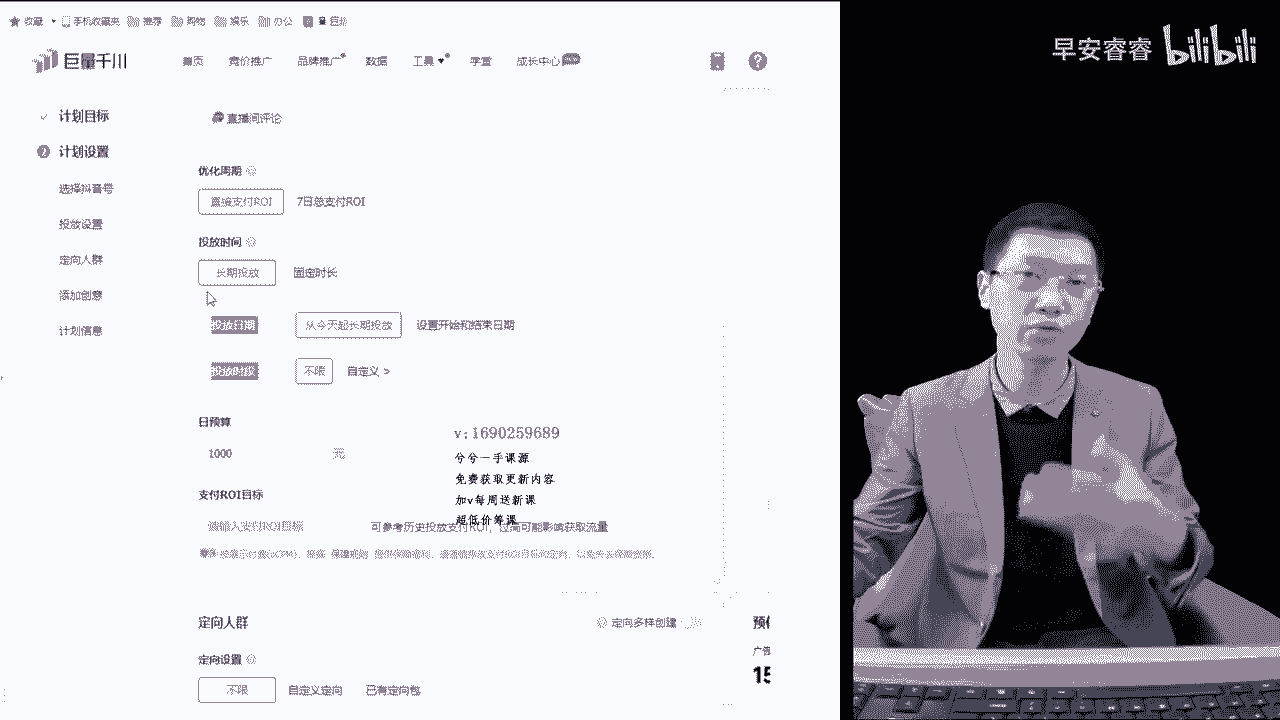 收藏 手机收藏夹 推荐 购物 娱乐 办公
巨量千川 首页 竞价推广 品牌推广 数据 工具 学堂 成长中心
早安睿睿 bilibili
计划目标
直播间评论
计划设置
优化周期
选择抖音号
直接支付ROI 7日总支付ROI
投放设置
投放时间
定向人群
长期投放 固定时长
添加创意
投放日期 从今天起长期投放 设置开始和结束日期
计划信息
投放时段 不限 自定义 >
日预算
v:1690259689
1000 元
兮兮一手课源
免费获取更新内容
支付ROI目标
加v每周送新课
超低价筹课
请输入支付ROI目标 可参考历史投放支付ROI，过高可能影响获取流量
定向人群 定向多样创建
定向设置
广告
15
不限 自定义定向 已有定向包